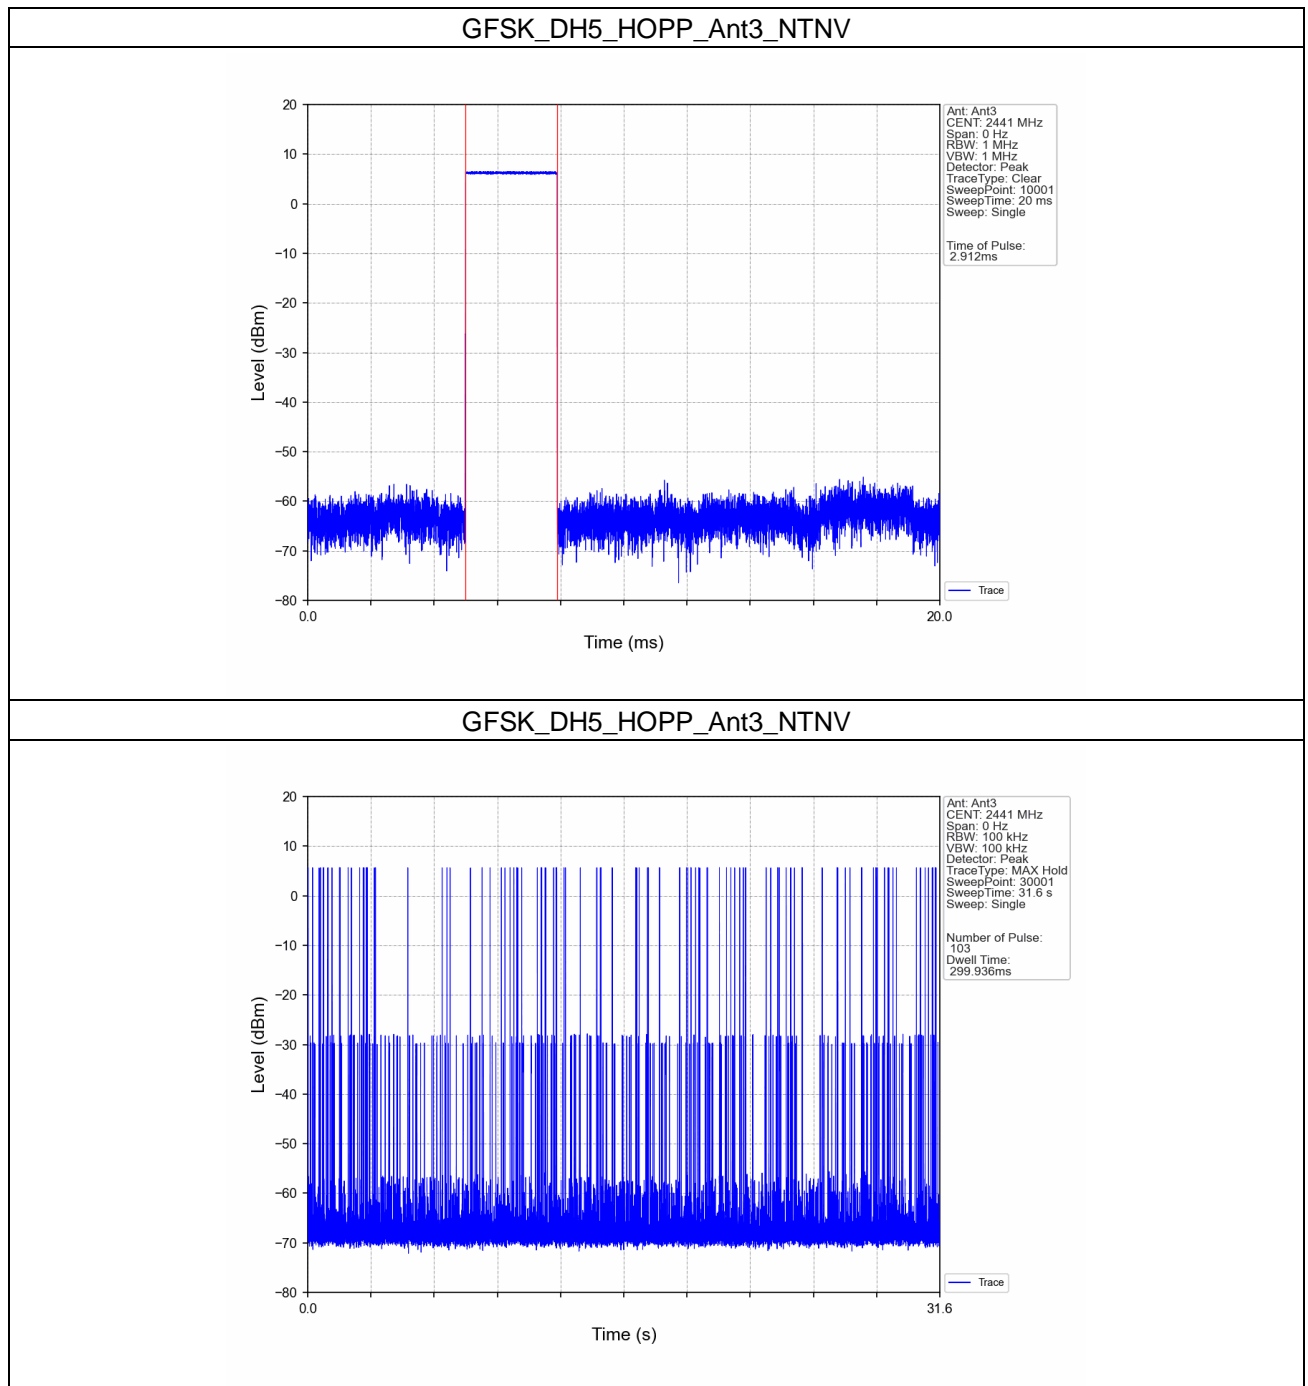 GFSK_DH5_HOPP_Ant3_NTNV
20
10
0
−10
−20
−30
−40
−50
−60
−70
−80
Level (dBm)
0.0
20.0
Time (ms)
Ant: Ant3
CENT: 2441 MHz
Span: 0 Hz
RBW: 1 MHz
VBW: 1 MHz
Detector: Peak
TraceType: Clear
SweepPoint: 10001
SweepTime: 20 ms
Sweep: Single
Time of Pulse:
2.912ms
Trace
GFSK_DH5_HOPP_Ant3_NTNV
20
10
0
−10
−20
−30
−40
−50
−60
−70
−80
Level (dBm)
0.0
31.6
Time (s)
Ant: Ant3
CENT: 2441 MHz
Span: 0 Hz
RBW: 100 kHz
VBW: 100 kHz
Detector: Peak
TraceType: MAX Hold
SweepPoint: 30001
SweepTime: 31.6 s
Sweep: Single
Number of Pulse:
103
Dwell Time:
299.936ms
Trace